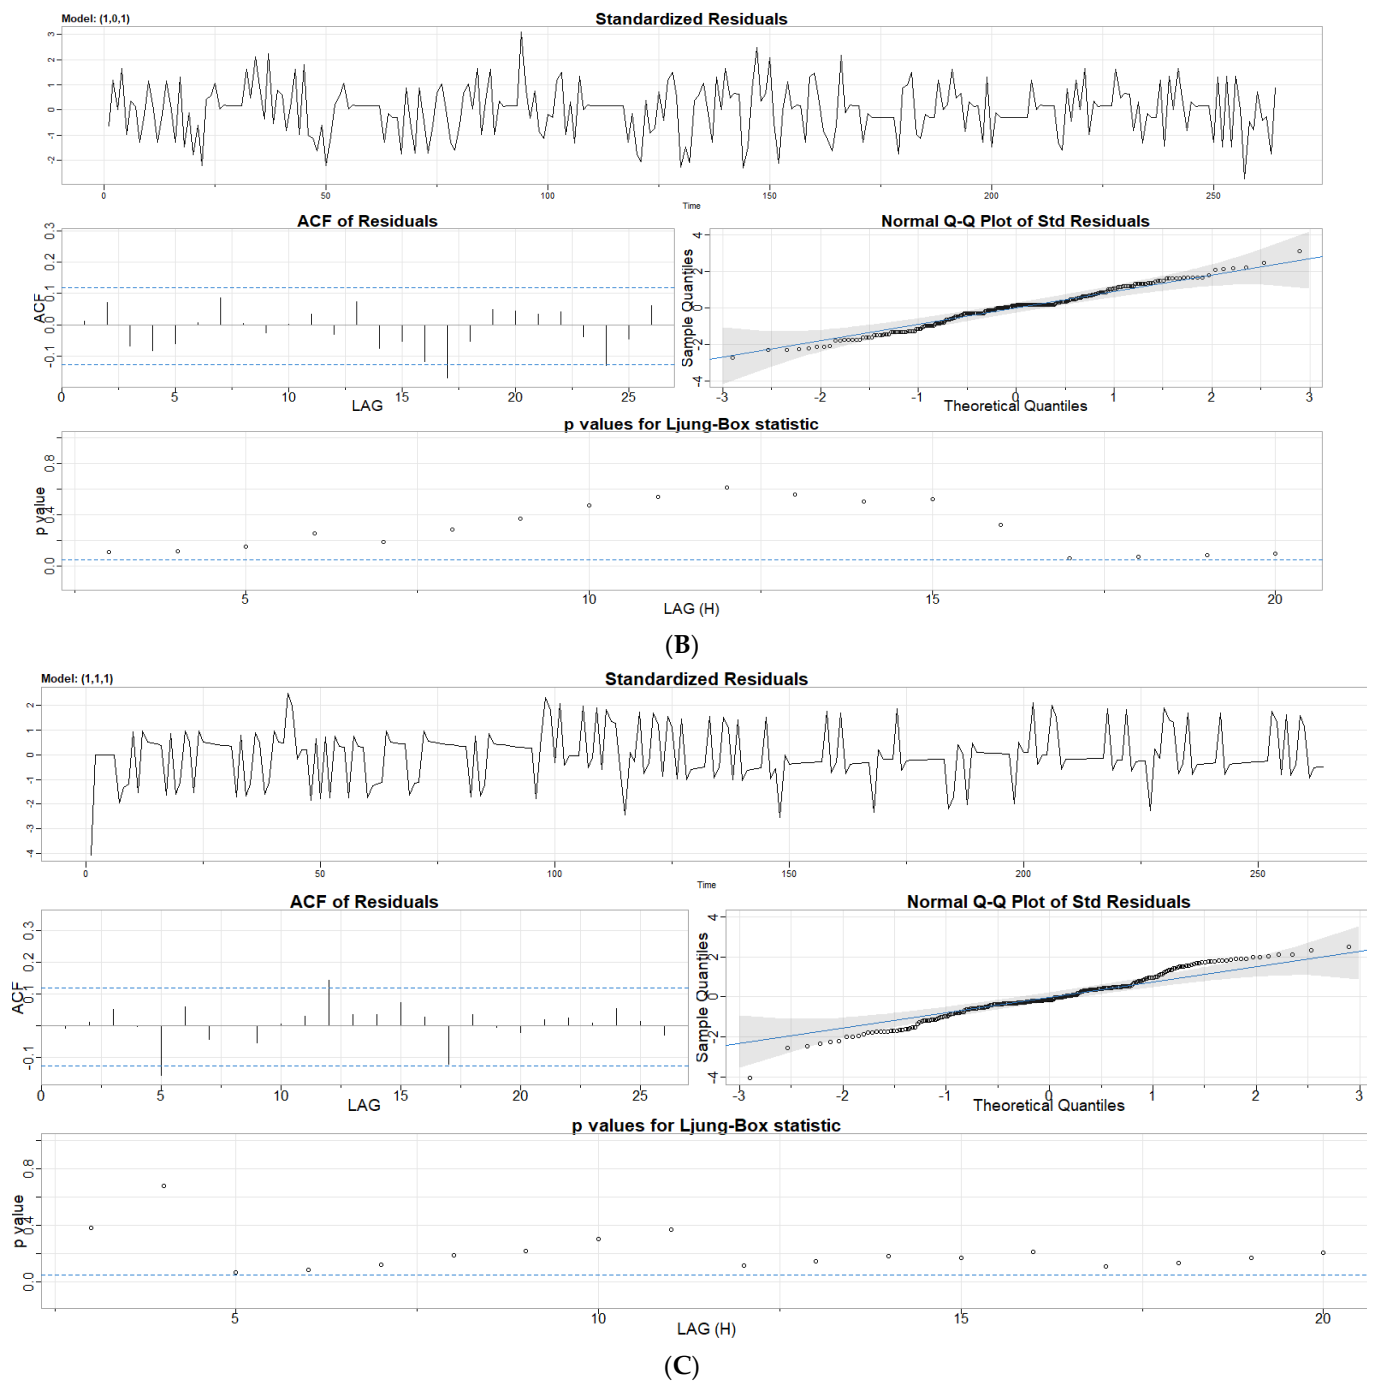 Model: (1,0,1) Standardized Residuals
3
2
1
0
-1
-2
0 50 100 150 200 250
Time
ACF of Residuals
ACF
0.3
0.2
0.1
0.0
-0.1
0 5 10 15 20 25
LAG
Normal Q-Q Plot of Std Residuals
Sample Quantiles
4
2
0
-2
-4
-3 -2 -1 0 1 2 3
Theoretical Quantiles
p values for Ljung-Box statistic
p value
0.8
0.4
0.0
5 10 15 20
LAG (H)
(B)
Model: (1,1,1) Standardized Residuals
2
1
0
-1
-2
-3
-4
0 50 100 150 200 250
Time
ACF of Residuals
ACF
0.3
0.2
0.1
0.0
-0.1
0 5 10 15 20 25
LAG
Normal Q-Q Plot of Std Residuals
Sample Quantiles
4
2
0
-2
-4
-3 -2 -1 0 1 2 3
Theoretical Quantiles
p values for Ljung-Box statistic
p value
0.8
0.4
0.0
5 10 15 20
LAG (H)
(C)